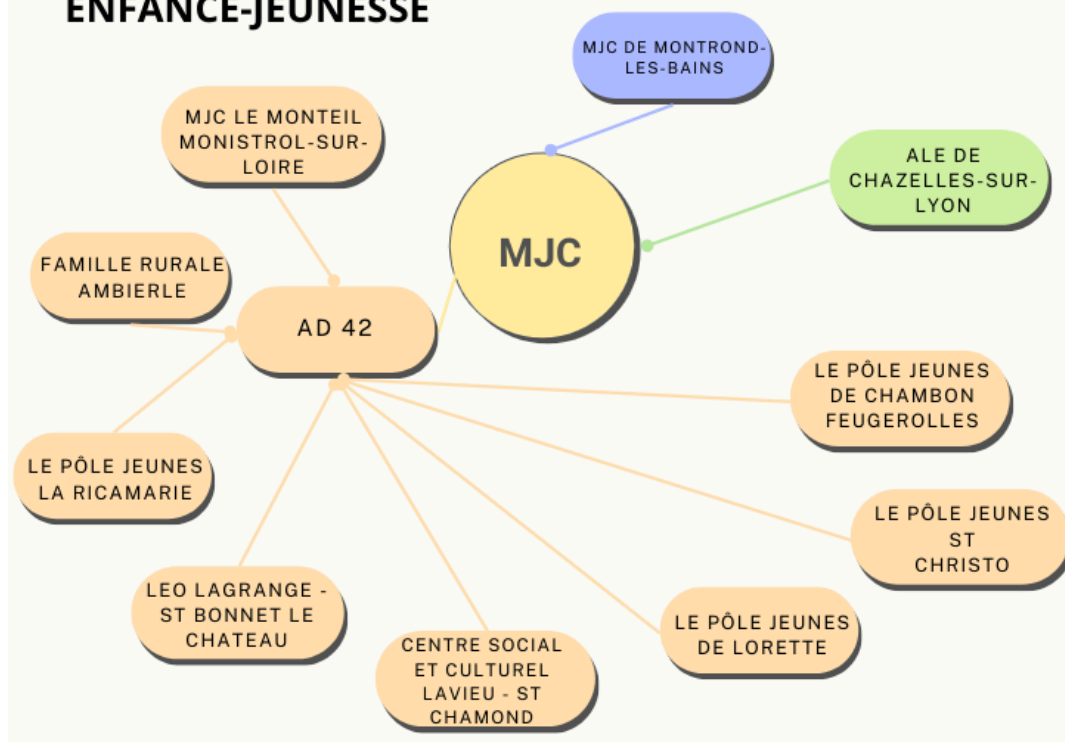 ENFANCE-JEUNESSE
MJC DE MONTROND-
LES-BAINS
MJC LE MONTEIL
MONISTROL-SUR-
LOIRE
ALE DE
CHAZELLES-SUR-
LYON
MJC
FAMILLE RURALE
AMBIERLE
AD 42
LE PÔLE JEUNES
DE CHAMBON
FEUGEROLLES
LE PÔLE JEUNES
LA RICAMARIE
LE PÔLE JEUNES
ST
CHRISTO
LEO LAGRANGE -
ST BONNET LE
CHATEAU
LE PÔLE JEUNES
DE LORETTE
CENTRE SOCIAL
ET CULTUREL
LAVIEU - ST
CHAMOND